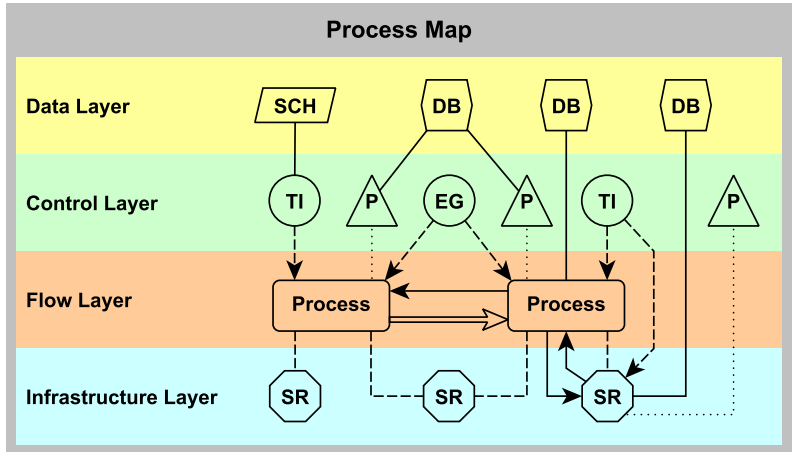 Process Map
Data Layer
SCH
DB
DB
DB
Control Layer
TI
P
EG
P
TI
P
Flow Layer
Process
Process
Infrastructure Layer
SR
SR
SR